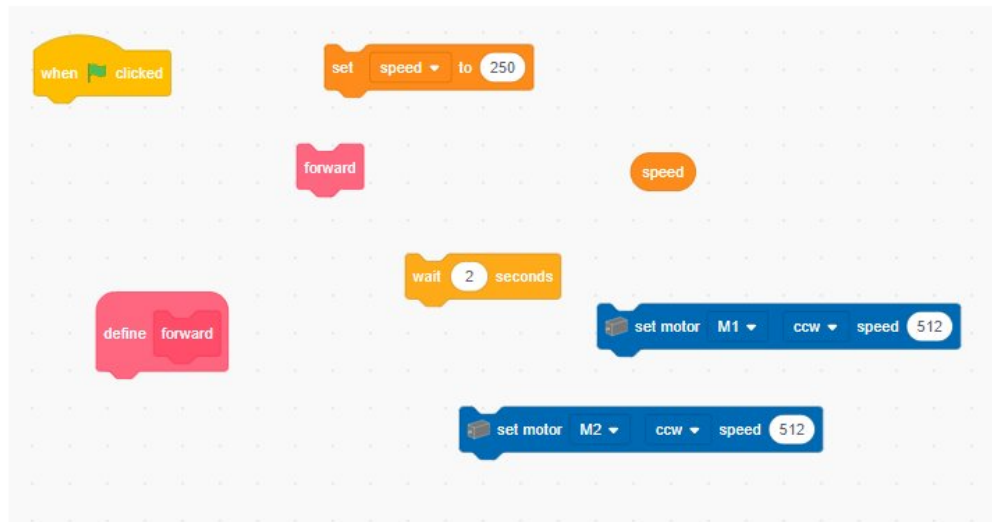 when clicked
set speed to 250
forward
speed
wait 2 seconds
define forward
set motor M1 ccw speed 512
set motor M2 ccw speed 512